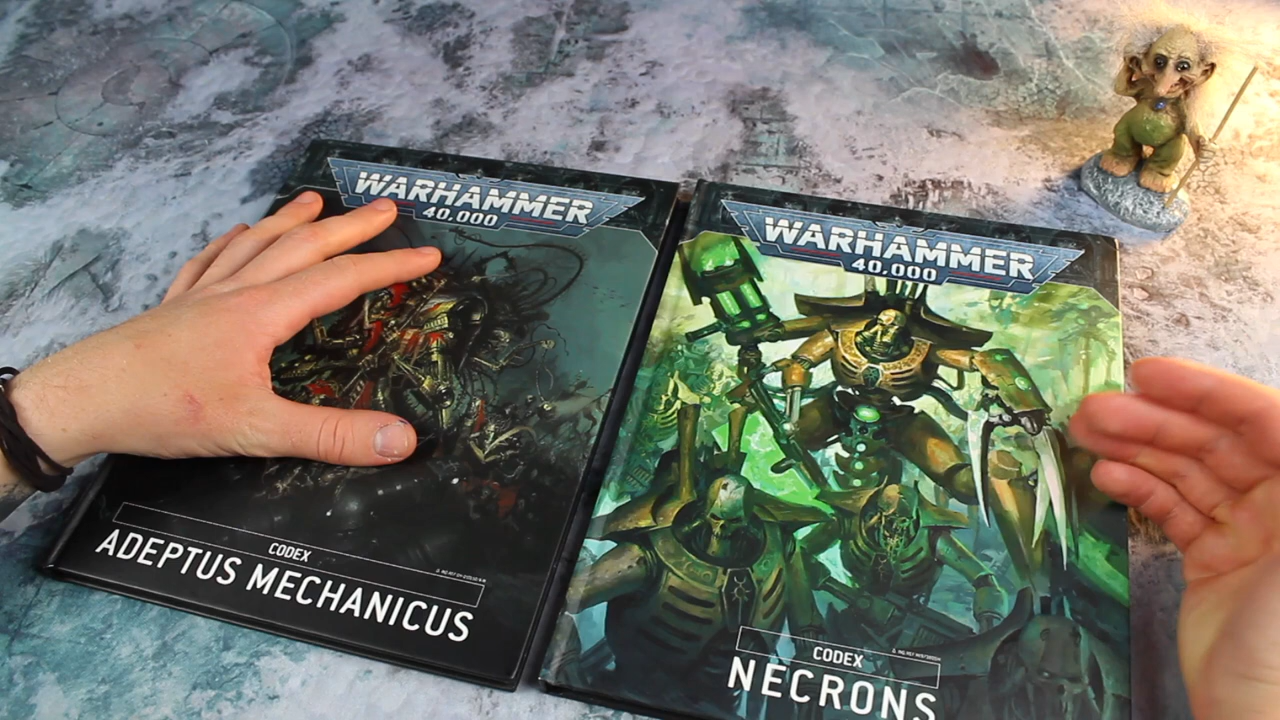 WARHAMMER
40,000
CODEX
ADEPTUS MECHANICUS
WARHAMMER
40,000
CODEX
NECRONS